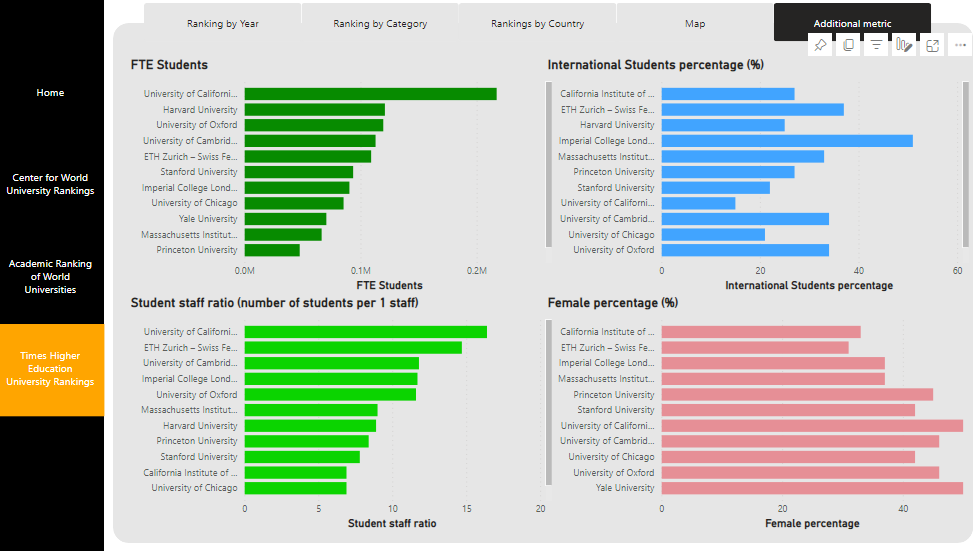 Ranking by Year
Ranking by Category
Rankings by Country
Map
Additional metric
Home
Center for World
University Rankings
Academic Ranking
of World
Universities
Times Higher
Education
University Rankings
FTE Students
University of Californi...
Harvard University
University of Oxford
University of Cambrid...
ETH Zurich – Swiss Fe...
Stanford University
Imperial College Lond...
University of Chicago
Yale University
Massachusetts Institut...
Princeton University
0.0M 0.1M 0.2M
FTE Students
International Students percentage (%)
California Institute of ...
ETH Zurich – Swiss Fe...
Harvard University
Imperial College Lond...
Massachusetts Institut...
Princeton University
Stanford University
University of Californi...
University of Cambrid...
University of Chicago
University of Oxford
0 20 40 60
International Students percentage
Student staff ratio (number of students per 1 staff)
University of Californi...
ETH Zurich – Swiss Fe...
University of Cambrid...
Imperial College Lond...
University of Oxford
Massachusetts Institut...
Harvard University
Princeton University
Stanford University
California Institute of ...
University of Chicago
0 5 10 15 20
Student staff ratio
Female percentage (%)
California Institute of ...
ETH Zurich – Swiss Fe...
Imperial College Lond...
Massachusetts Institut...
Princeton University
Stanford University
University of Californi...
University of Cambrid...
University of Chicago
University of Oxford
Yale University
0 20 40
Female percentage